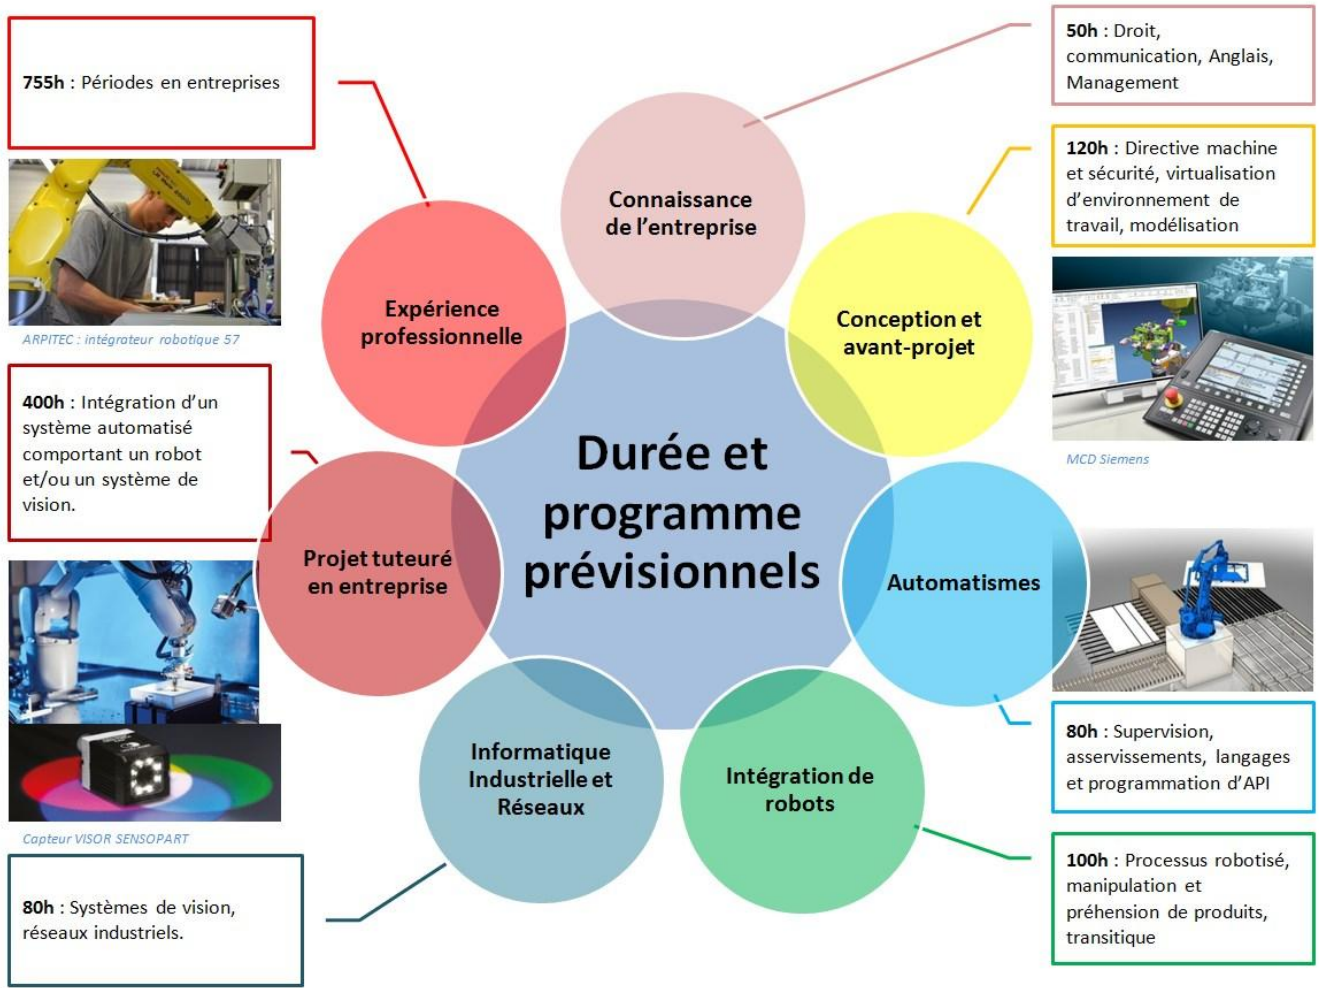 755h : Périodes en entreprises
ARPITEC : intégrateur robotique 57
400h : Intégration d’un
système automatisé
comportant un robot
et/ou un système de
vision.
Capteur VISOR SENSOPART
80h : Systèmes de vision,
réseaux industriels.
Durée et
programme
prévisionnels
Connaissance
de l’entreprise
Conception et
avant-projet
Automatismes
Intégration de
robots
Informatique
Industrielle et
Réseaux
Projet tuteuré
en entreprise
Expérience
professionnelle
50h : Droit,
communication, Anglais,
Management
120h : Directive machine
et sécurité, virtualisation
d’environnement de
travail, modélisation
MCD Siemens
80h : Supervision,
asservissements, langages
et programmation d’API
100h : Processus robotisé,
manipulation et
préhension de produits,
transitique